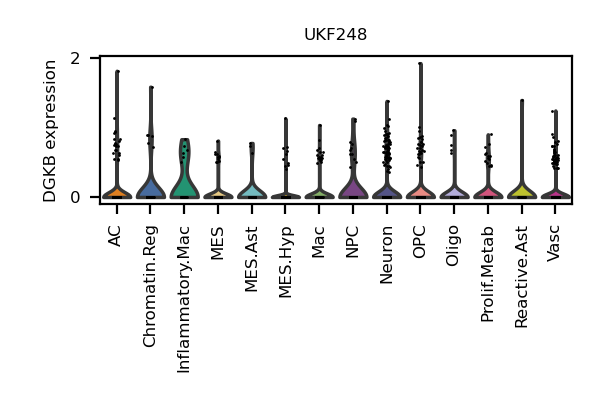 UKF248
DGKB expression
2
0
AC
Chromatin.Reg
Inflammatory.Mac
MES
MES.Ast
MES.Hyp
Mac
NPC
Neuron
OPC
Oligo
Prolif.Metab
Reactive.Ast
Vasc